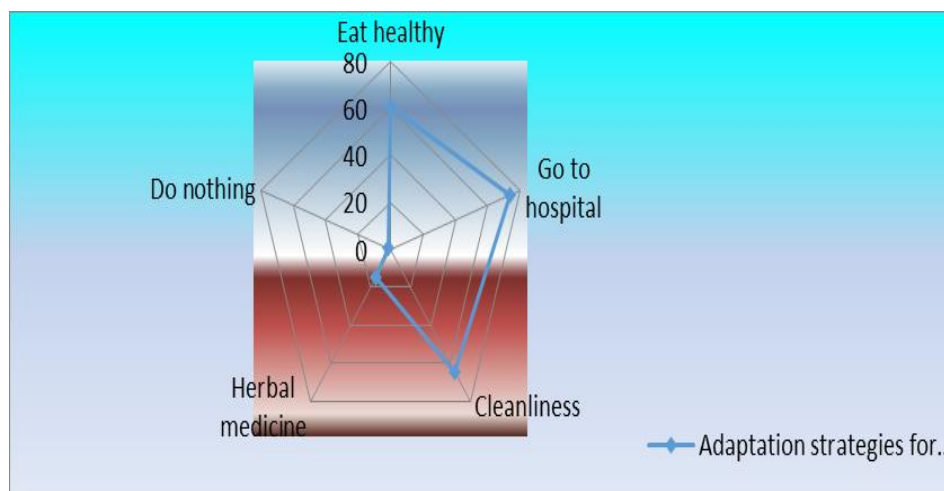 Eat healthy
80
60
40
20
0
Go to
hospital
Cleanliness
Herbal
medicine
Do nothing
Adaptation strategies for..